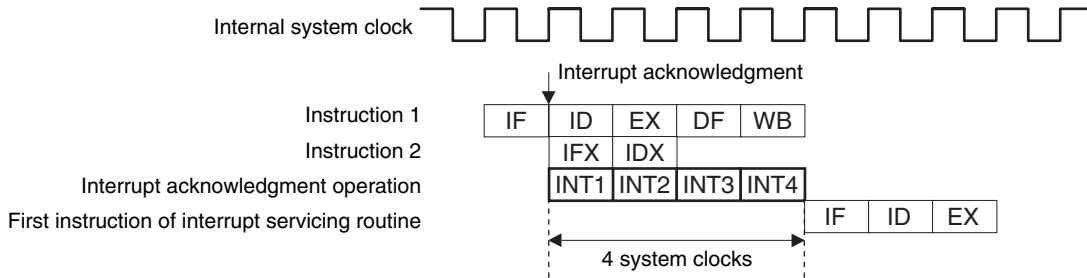 Internal system clock
Interrupt acknowledgment
Instruction 1 IF ID EX DF WB
Instruction 2 IFX IDX
Interrupt acknowledgment operation INT1 INT2 INT3 INT4
First instruction of interrupt servicing routine IF ID EX
4 system clocks